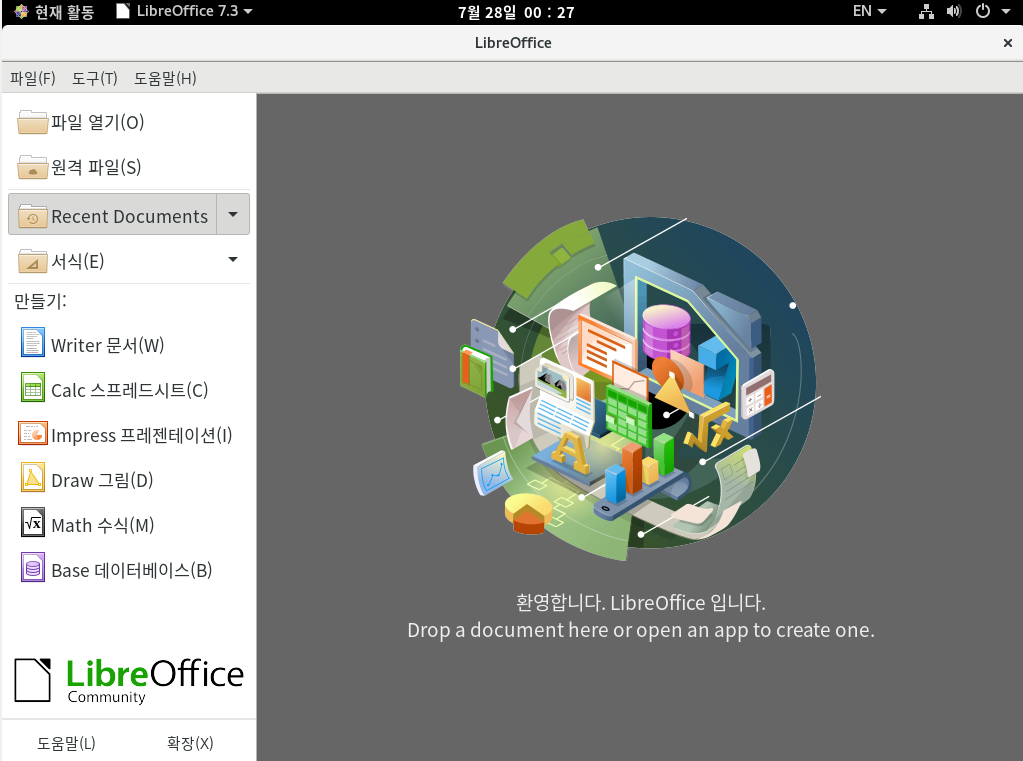 현재 활동 LibreOffice 7.3 7월 28일 00 : 27 EN
LibreOffice
파일(F) 도구(T) 도움말(H)
파일 열기(O)
원격 파일(S)
Recent Documents
서식(E)
만들기:
Writer 문서(W)
Calc 스프레드시트(C)
Impress 프레젠테이션(I)
Draw 그림(D)
Math 수식(M)
Base 데이터베이스(B)
LibreOffice
Community
도움말(L) 확장(X)
환영합니다. LibreOffice 입니다.
Drop a document here or open an app to create one.